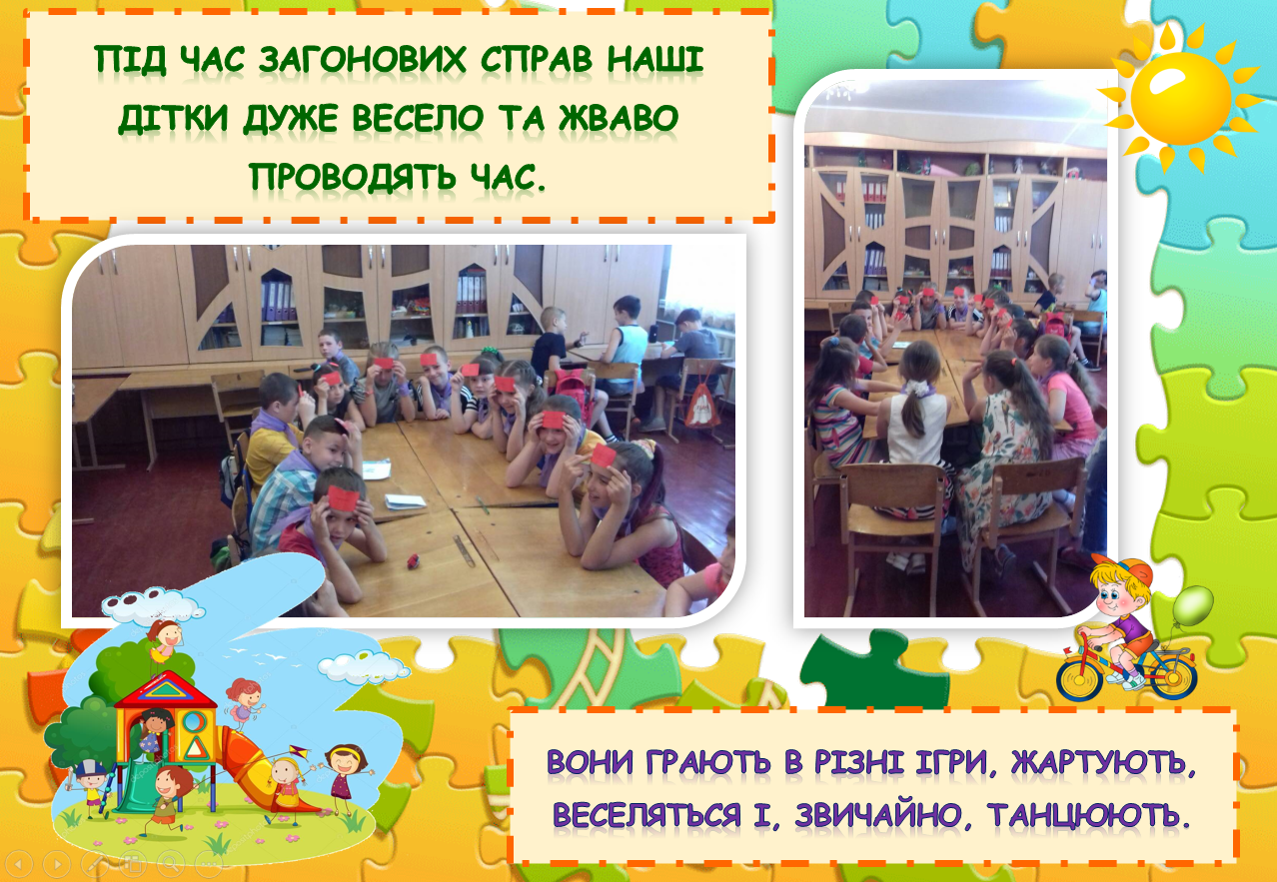 ПІД ЧАС ЗАГОНОВИХ СПРАВ НАШІ
ДІТКИ ДУЖЕ ВЕСЕЛО ТА ЖВАВО
ПРОВОДЯТЬ ЧАС.
ВОНИ ГРАЮТЬ В РІЗНІ ІГРИ, ЖАРТУЮТЬ,
ВЕСЕЛЯТЬСЯ І, ЗВИЧАЙНО, ТАНЦЮЮТЬ.